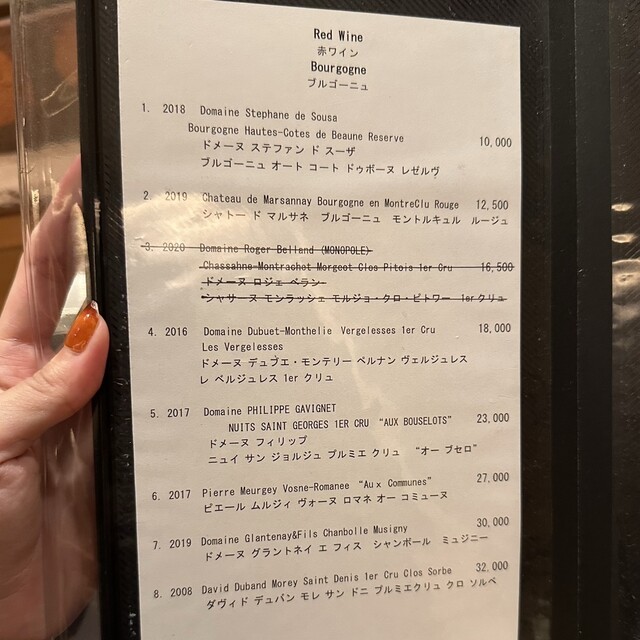 Red Wine
赤ワイン
Bourgogne
ブルゴーニュ
1. 2018 Domaine Stephane de Sousa
Bourgogne Hautes-Cotes de Beaune Reserve 10,000
ドメーヌ ステファン ド スーザ
ブルゴーニュ オート コート ドゥボーヌ レゼルヴ
2. 2019 Chateau de Marsannay Bourgogne en MontreClu Rouge 12,500
シャトー ド マルサネ ブルゴーニュ モントルキュル ルージュ
3. 2020 Domaine Roger Belland (MONOPOLE)
Chassahne-Montrachet Morgeot Clos Pitois 1er Cru 16,500
ドメーヌ ロジェ ベラン
シャサーヌ モンラッシェ モルジョ・クロ・ピトワー 1erクリュ
4. 2016 Domaine Dubuet-Monthelie Vergelesses 1er Cru 18,000
Les Vergelesses
ドメーヌ デュブエ・モンテリー ペルナン ヴェルジュレス
レ ベルジュレス 1er クリュ
5. 2017 Domaine PHILIPPE GAVIGNET
NUITS SAINT GEORGES 1ER CRU “AUX BOUSELOTS” 23,000
ドメーヌ フィリップ
ニュイ サン ジョルジュ プルミエ クリュ “オー ブセロ”
6. 2017 Pierre Meurgey Vosne-Romanee “Aux Communes” 27,000
ピエール ムルジィ ヴォーヌ ロマネ オー コミューヌ
7. 2019 Domaine Glantenay&Fils Chanbolle Musigny 30,000
ドメーヌ グラントネイ エ フィス シャンボール ミュジニー
8. 2008 David Duband Morey Saint Denis 1er Cru Clos Sorbe 32,000
ダヴィド デュバン モレ サン ドニ プルミエクリュ クロ ソルベ